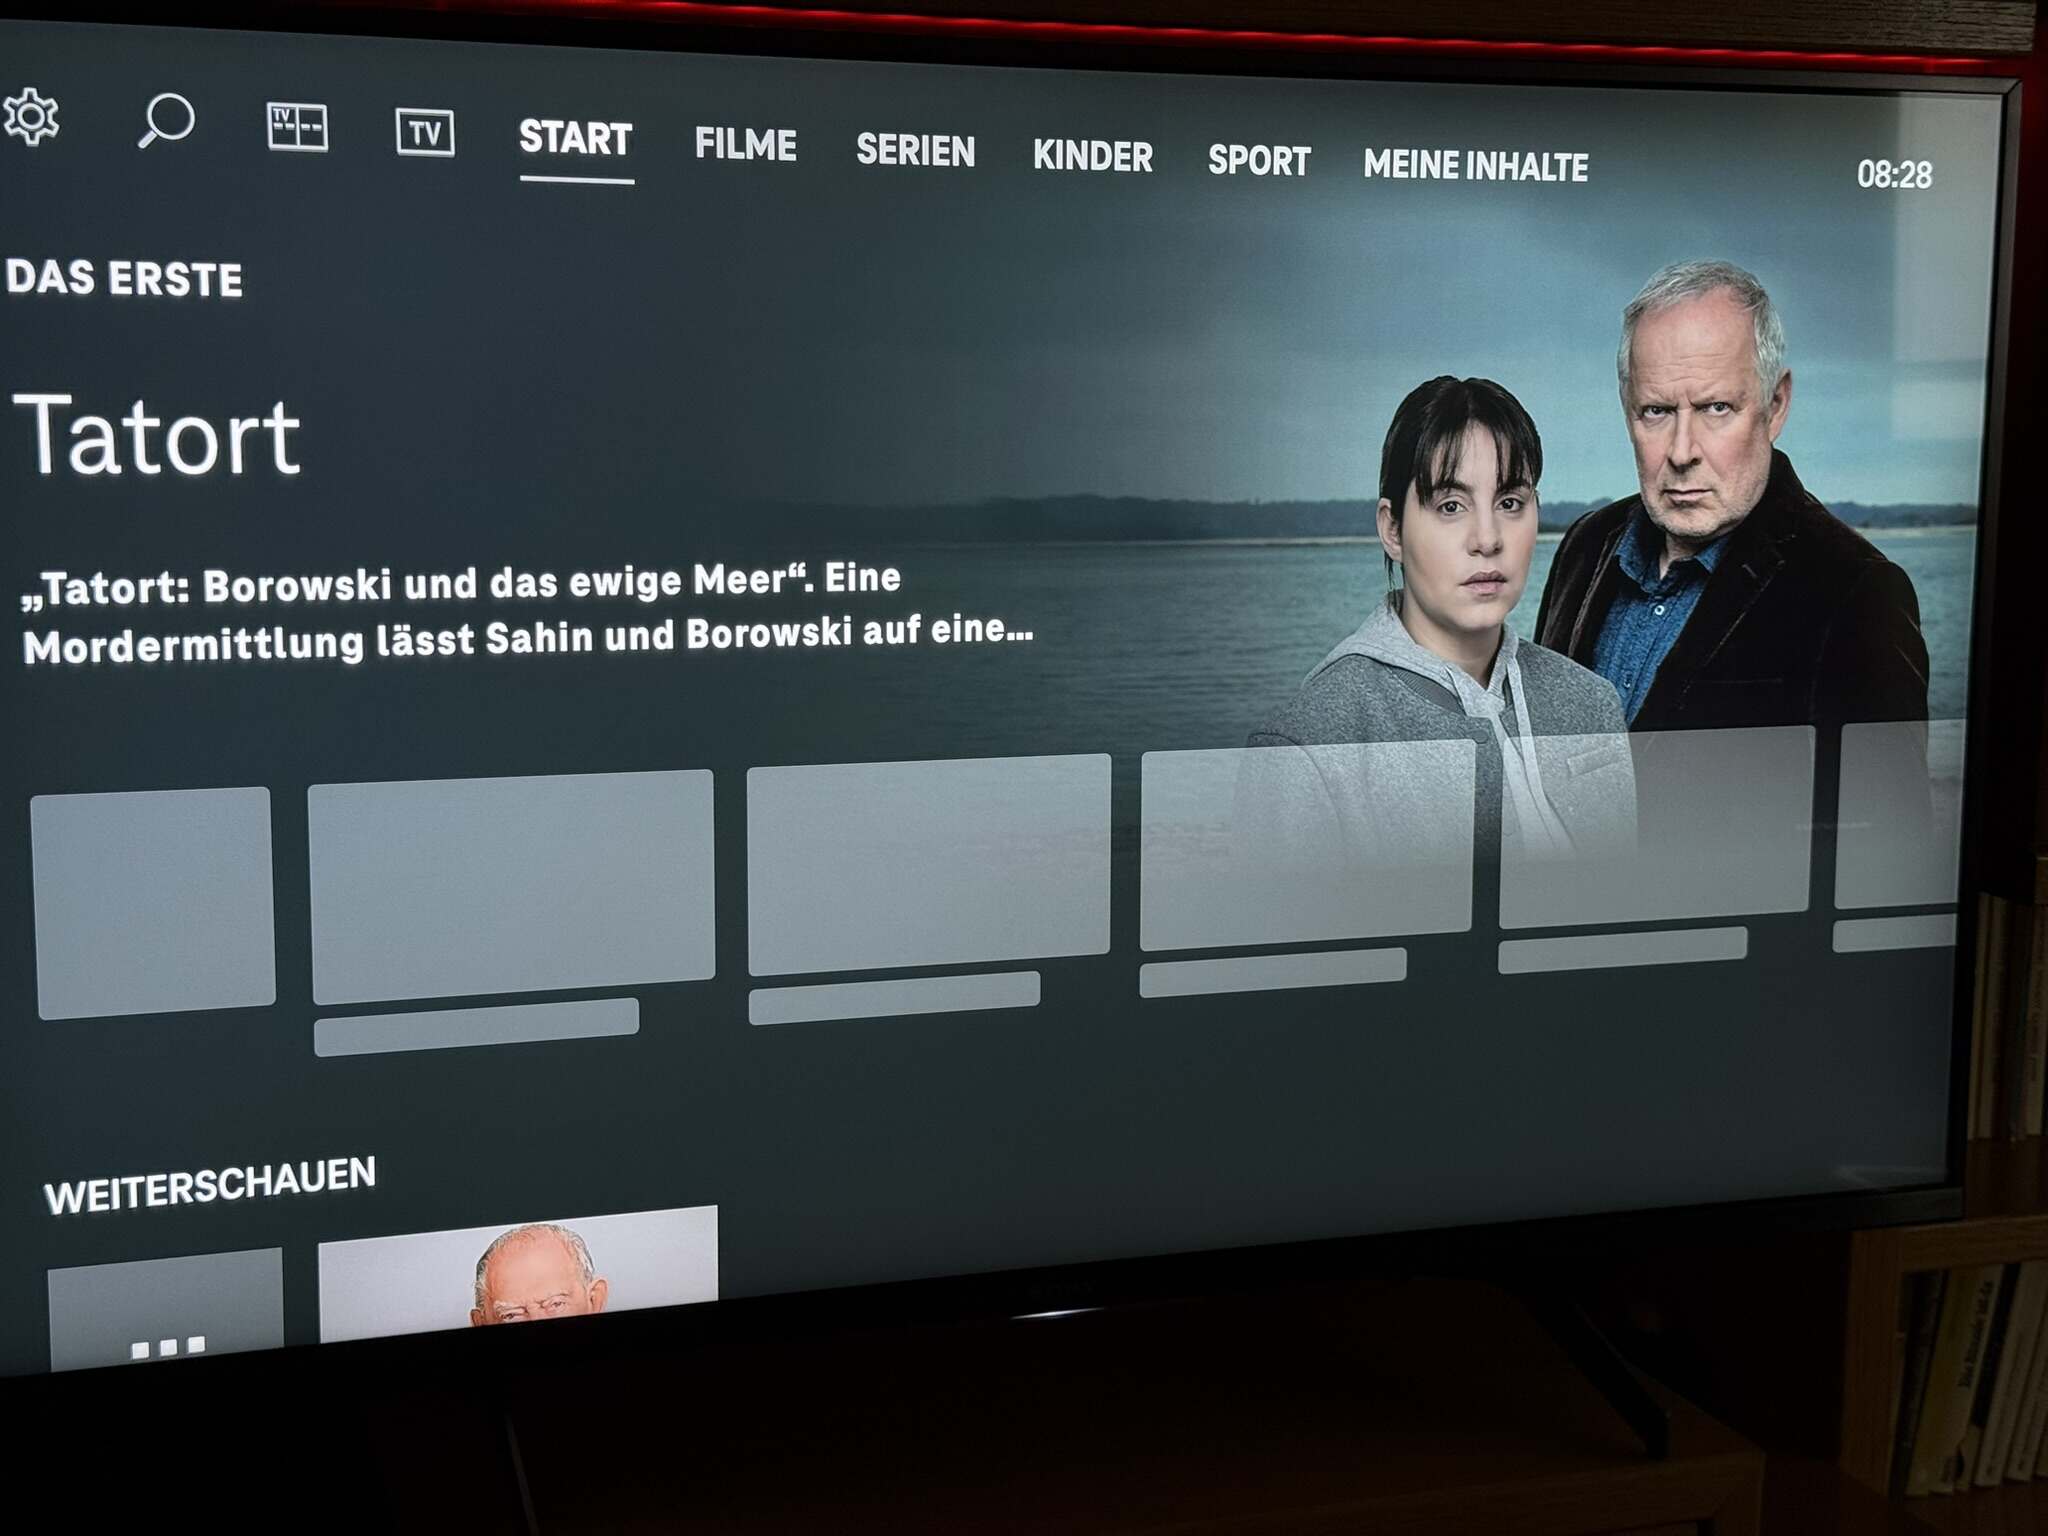 TV
TV
START
FILME
SERIEN
KINDER
SPORT
MEINE INHALTE
08:28
DAS ERSTE
Tatort
„Tatort: Borowski und das ewige Meer“. Eine
Mordermittlung lässt Sahin und Borowski auf eine...
WEITERSCHAUEN